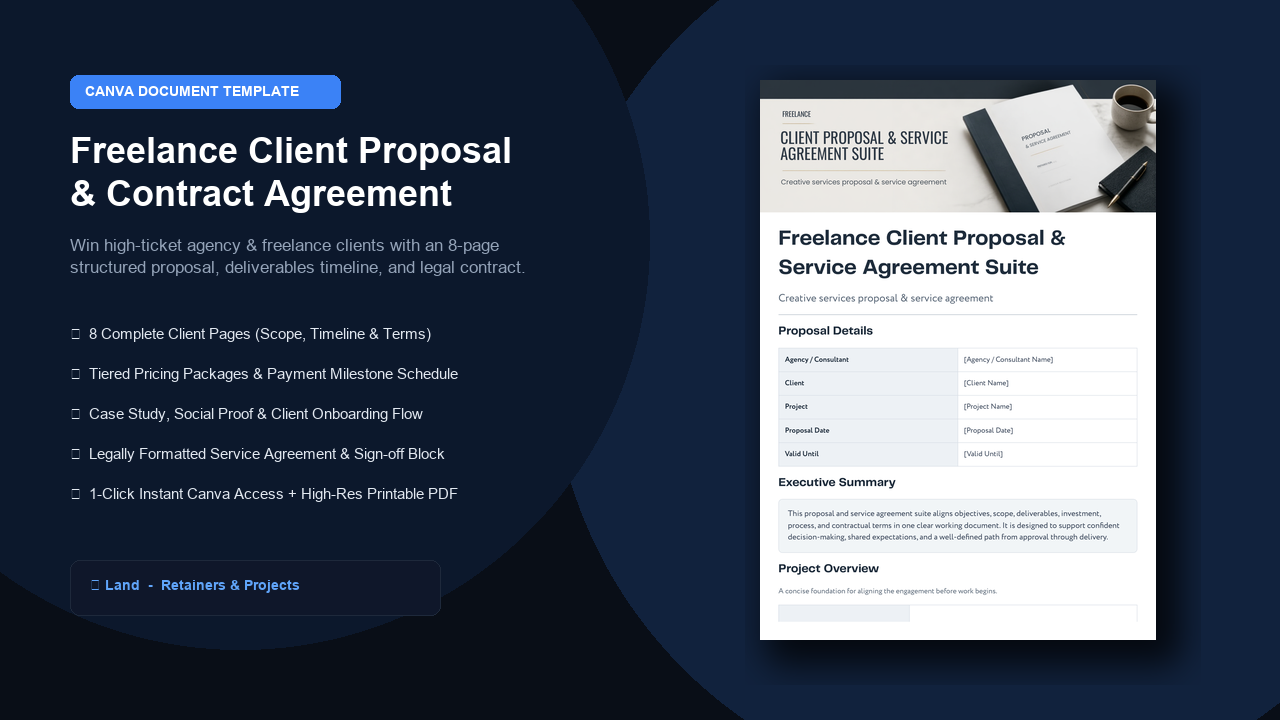 CANVA DOCUMENT TEMPLATE
Freelance Client Proposal
& Contract Agreement
Win high-ticket agency & freelance clients with an 8-page
structured proposal, deliverables timeline, and legal contract.
8 Complete Client Pages (Scope, Timeline & Terms)
Tiered Pricing Packages & Payment Milestone Schedule
Case Study, Social Proof & Client Onboarding Flow
Legally Formatted Service Agreement & Sign-off Block
1-Click Instant Canva Access + High-Res Printable PDF
Land - Retainers & Projects
FREELANCE
CLIENT PROPOSAL & SERVICE
AGREEMENT SUITE
Creative services proposal & service agreement
PROPOSAL
& SERVICE AGREEMENT
Freelance Client Proposal &
Service Agreement Suite
Creative services proposal & service agreement
Proposal Details
Agency / Consultant [Agency / Consultant Name]
Client [Client Name]
Project [Project Name]
Proposal Date [Proposal Date]
Valid Until [Valid Until]
Executive Summary
This proposal and service agreement suite aligns objectives, scope, deliverables, investment,
process, and contractual terms in one clear working document. It is designed to support confident
decision-making, shared expectations, and a well-defined path from approval through delivery.
Project Overview
A concise foundation for aligning the engagement before work begins.